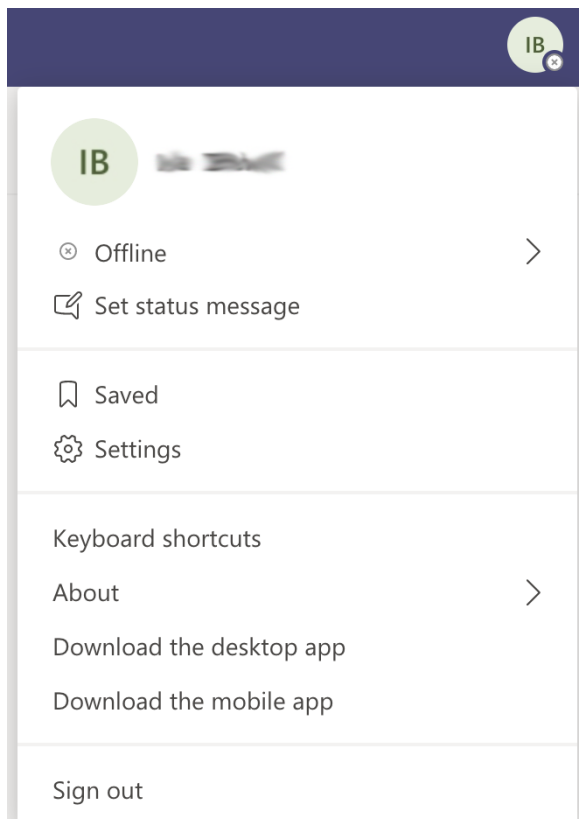 IB
IB
Offline
Set status message
Saved
Settings
Keyboard shortcuts
About
Download the desktop app
Download the mobile app
Sign out